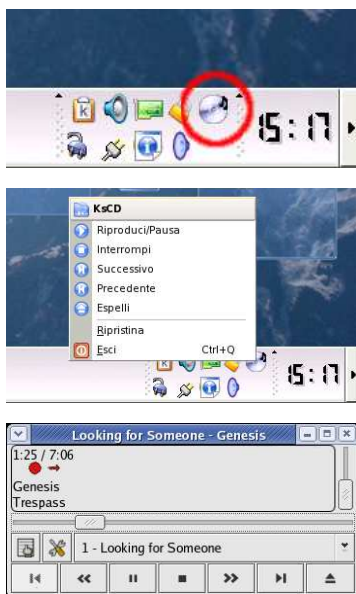 15:17
KsCD
Riproduci/Pausa
Interrompi
Successivo
Precedente
Espelli
Ripristina
Esci Ctrl+Q
15:17
Looking for Someone - Genesis
1:25 / 7:06
Genesis
Trespass
1 - Looking for Someone